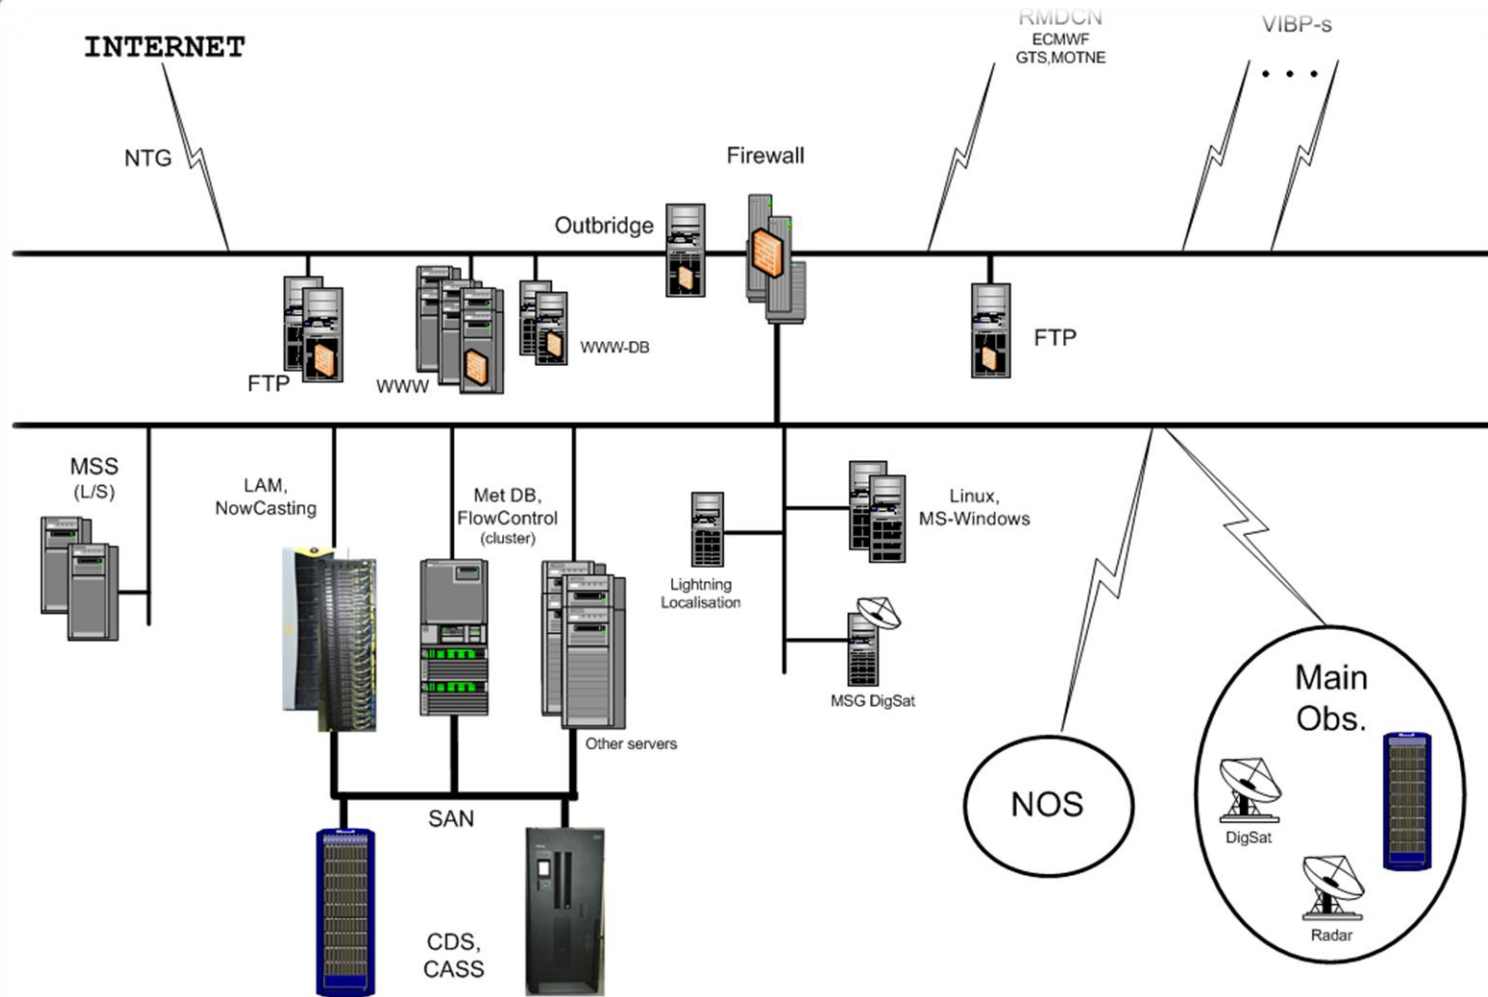 INTERNET
RMDCN
ECMWF
GTS,MOTNE
VIBP-s
NTG
Firewall
Outbridge
FTP
WWW
WWW-DB
FTP
MSS
(L/S)
LAM,
NowCasting
Met DB,
FlowControl
(cluster)
Lightning
Localisation
Linux,
MS-Windows
MSG DigSat
Other servers
SAN
CDS,
CASS
NOS
Main
Obs.
DigSat
Radar